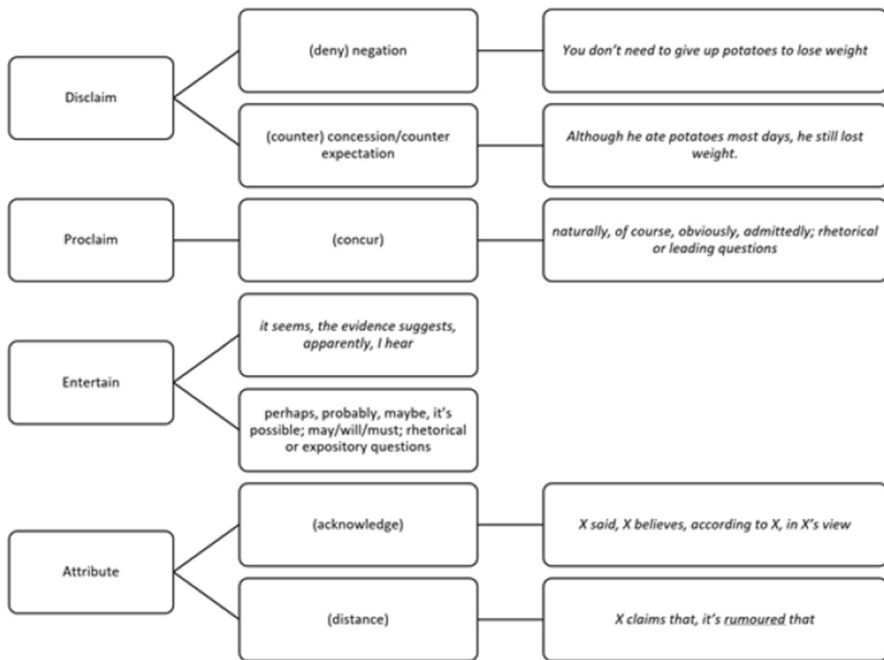 Disclaim
(deny) negation
You don't need to give up potatoes to lose weight
(counter) concession/counter
expectation
Although he ate potatoes most days, he still lost
weight.
Proclaim
(concur)
naturally, of course, obviously, admittedly; rhetorical
or leading questions
Entertain
it seems, the evidence suggests,
apparently, I hear
perhaps, probably, maybe, it's
possible; may/will/must; rhetorical
or expository questions
Attribute
(acknowledge)
X said, X believes, according to X, in X's view
(distance)
X claims that, it's rumoured that